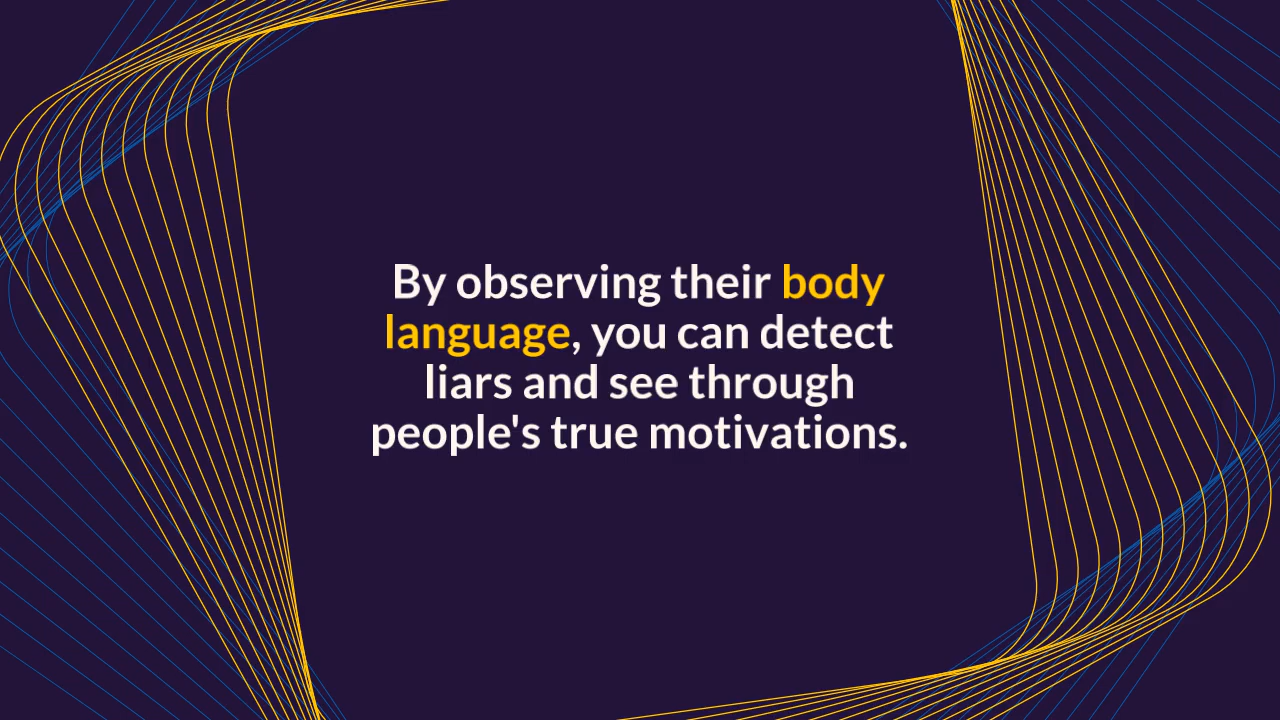 By observing their body
language, you can detect
liars and see through
people's true motivations.